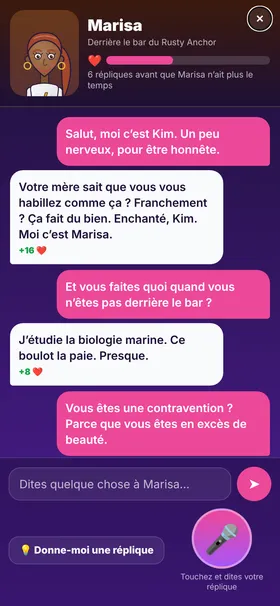 Marisa
×
Derrière le bar du Rusty Anchor
❤️
6 répliques avant que Marisa n'ait plus le
temps
Salut, moi c'est Kim. Un peu
nerveux, pour être honnête.
Votre mère sait que vous vous
habillez comme ça ? Franchement
? Ça fait du bien. Enchanté, Kim.
Moi c'est Marisa.
+16 ❤️
Et vous faites quoi quand vous
n'êtes pas derrière le bar ?
J'étudie la biologie marine. Ce
boulot la paie. Presque.
+8 ❤️
Vous êtes une contravention ?
Parce que vous êtes en excès de
beauté.
Dites quelque chose à Marisa…
➤
💡 Donne-moi une réplique
🎤
Touchez et dites votre
réplique